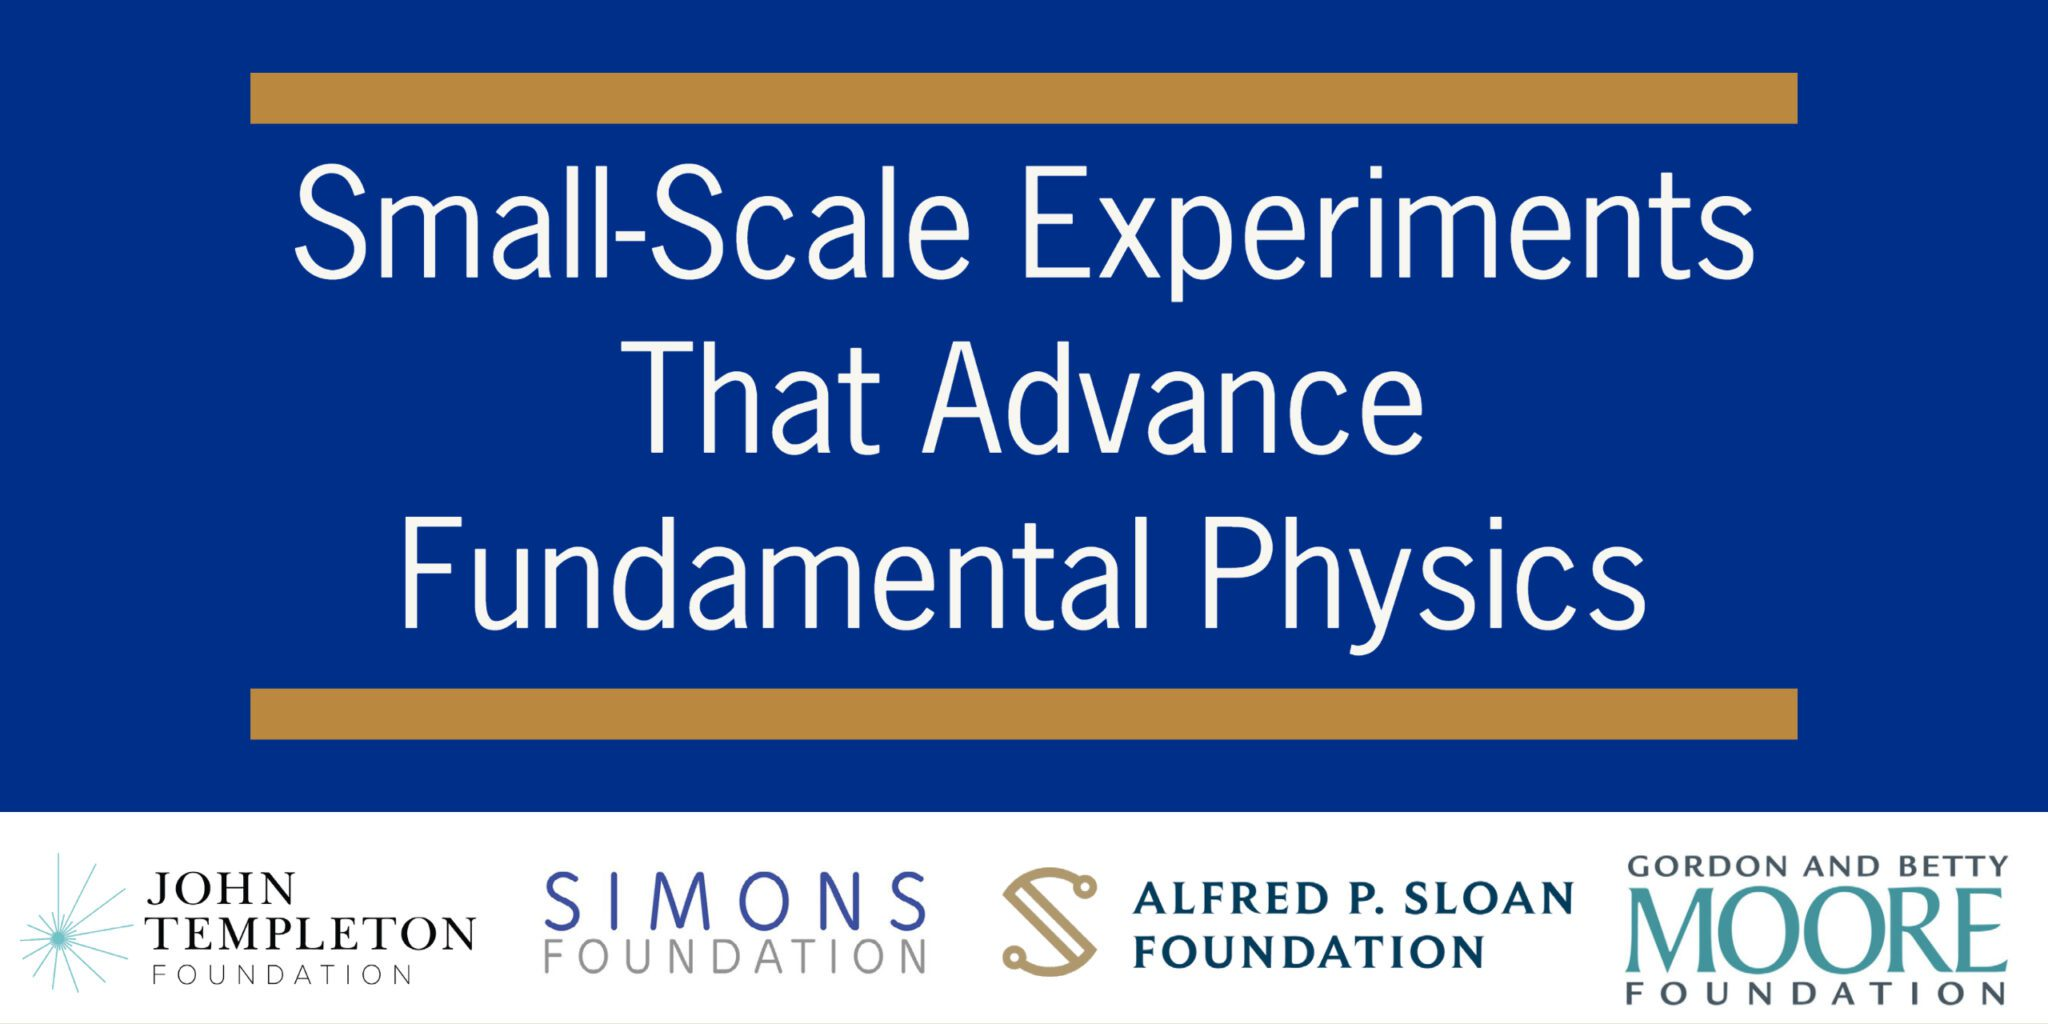 Small-Scale Experiments
That Advance
Fundamental Physics
JOHN
TEMPLETON
FOUNDATION
SIMONS
FOUNDATION
ALFRED P. SLOAN
FOUNDATION
GORDON AND BETTY
MOORE
FOUNDATION